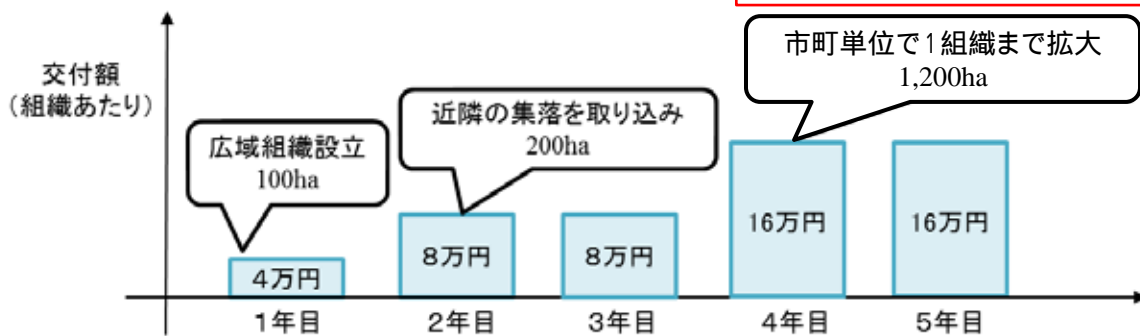 市町単位で1組織まで拡大
1,200ha
交付額
(組織あたり)
近隣の集落を取り込み
200ha
広域組織設立
100ha
4万円
8万円
8万円
16万円
16万円
1年目
2年目
3年目
4年目
5年目